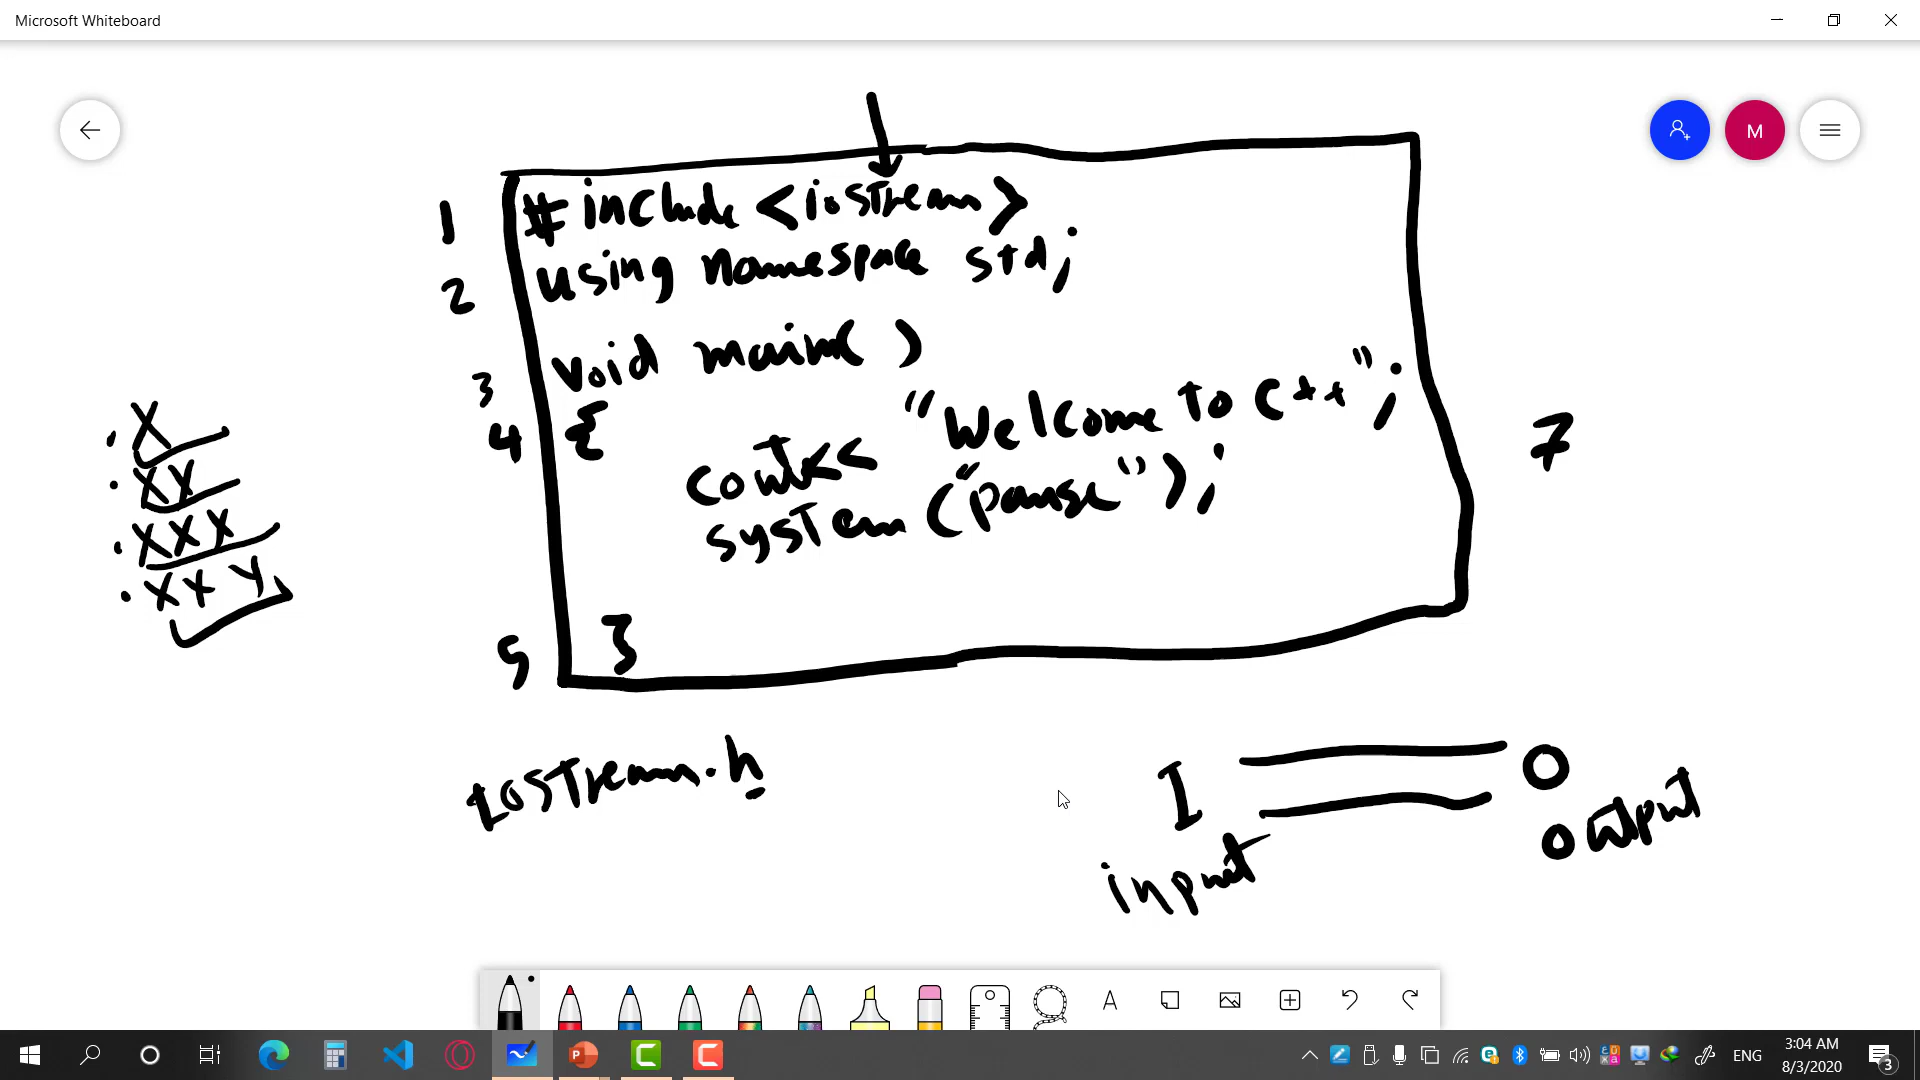 Microsoft Whiteboard
M
1 #include <iostream>
2 using namespace std;
3 void main( )
4 {
cout<< "Welcome to C++";
system ("pause");
7
5 }
. X
. XX
. XXX
. XXY
iostream.h
I O
input output
A
ENG
3:04 AM
8/3/2020
3